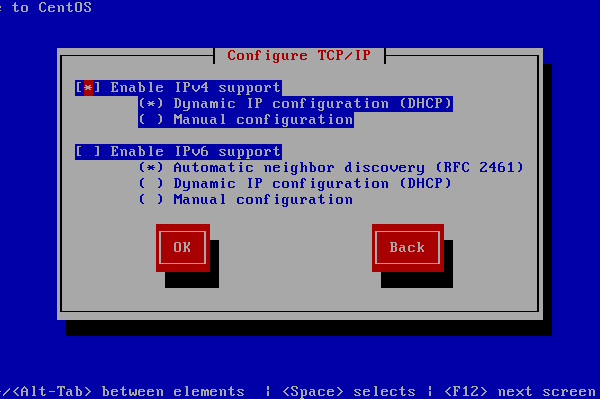 e to CentOS
Configure TCP/IP
[*] Enable IPv4 support
(*) Dynamic IP configuration (DHCP)
( ) Manual configuration
[ ] Enable IPv6 support
(*) Automatic neighbor discovery (RFC 2461)
( ) Dynamic IP configuration (DHCP)
( ) Manual configuration
OK Back
/<Alt-Tab> between elements | <Space> selects | <F12> next screen